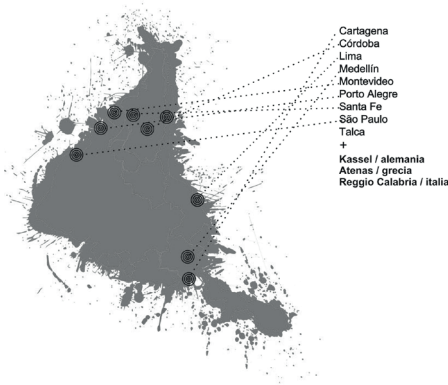 Cartagena
Córdoba
Lima
Medellín
Montevideo
Porto Alegre
Santa Fe
São Paulo
Talca
+
Kassel / alemania
Atenas / grecia
Reggio Calabria / italia